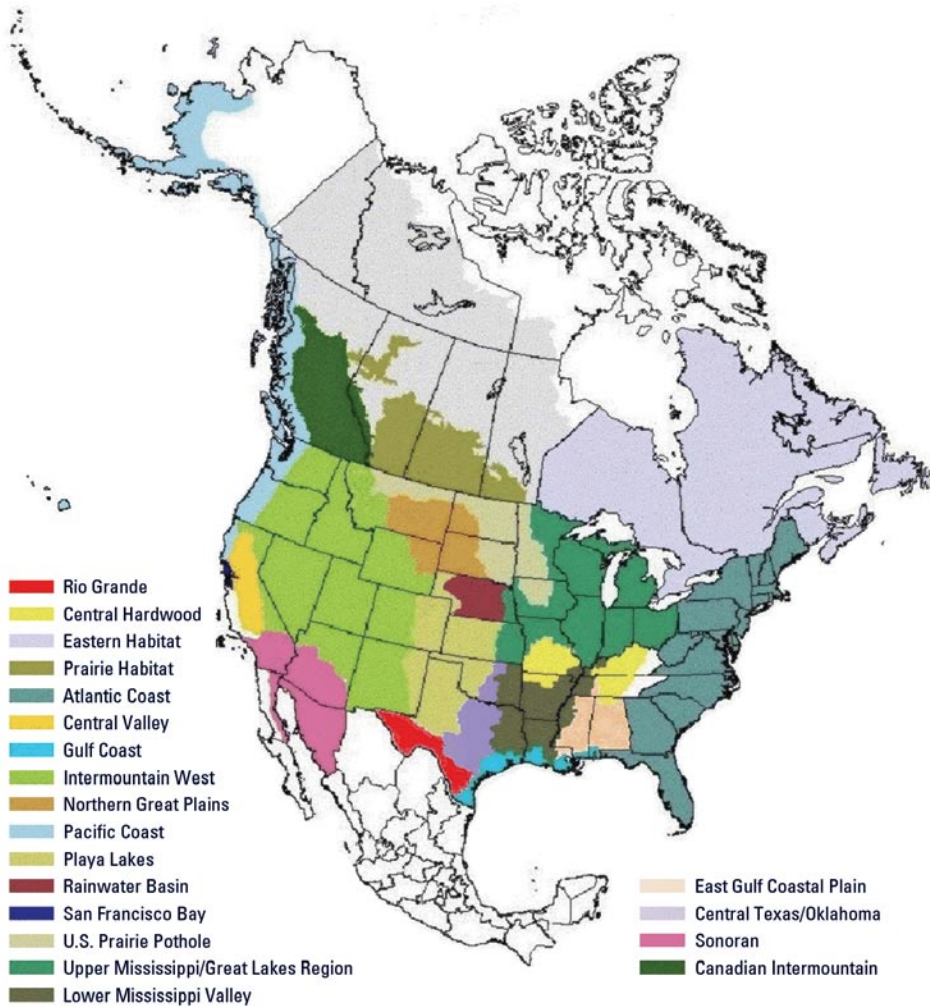 Rio Grande
Central Hardwood
Eastern Habitat
Prairie Habitat
Atlantic Coast
Central Valley
Gulf Coast
Intermountain West
Northern Great Plains
Pacific Coast
Playa Lakes
Rainwater Basin
San Francisco Bay
U.S. Prairie Pothole
Upper Mississippi/Great Lakes Region
Lower Mississippi Valley
East Gulf Coastal Plain
Central Texas/Oklahoma
Sonoran
Canadian Intermountain